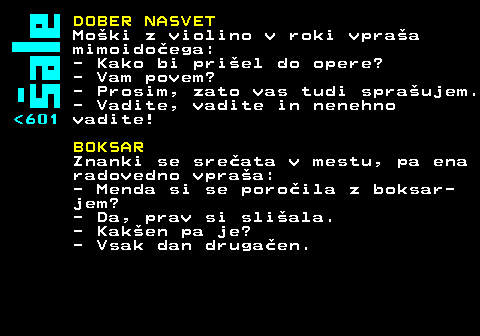 šale
<601
DOBER NASVET
Moški z violino v roki vpraša
mimoidočega:
- Kako bi prišel do opere?
- Vam povem?
- Prosim, zato vas tudi sprašujem.
- Vadite, vadite in nenehno
vadite!
BOKSAR
Znanki se srečata v mestu, pa ena
radovedno vpraša:
- Menda si se poročila z boksar-
jem?
- Da, prav si slišala.
- Kakšen pa je?
- Vsak dan drugačen.